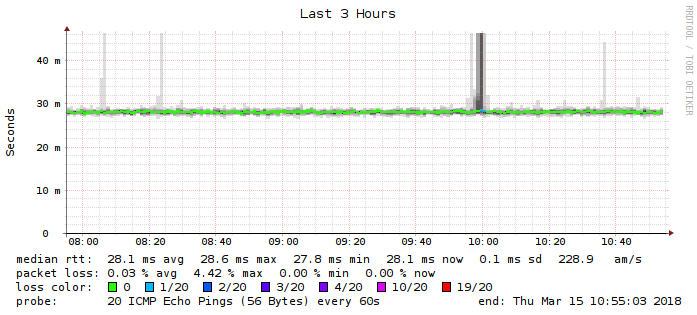 Last 3 Hours
RRDTOOL / TOBI OETIKER
Seconds
40 m
30 m
20 m
10 m
0
08:00 08:20 08:40 09:00 09:20 09:40 10:00 10:20 10:40
median rtt: 28.1 ms avg 28.6 ms max 27.8 ms min 28.1 ms now 0.1 ms sd 228.9 am/s
packet loss: 0.03 % avg 4.42 % max 0.00 % min 0.00 % now
loss color: 0 1/20 2/20 3/20 4/20 10/20 19/20
probe: 20 ICMP Echo Pings (56 Bytes) every 60s end: Thu Mar 15 10:55:03 2018